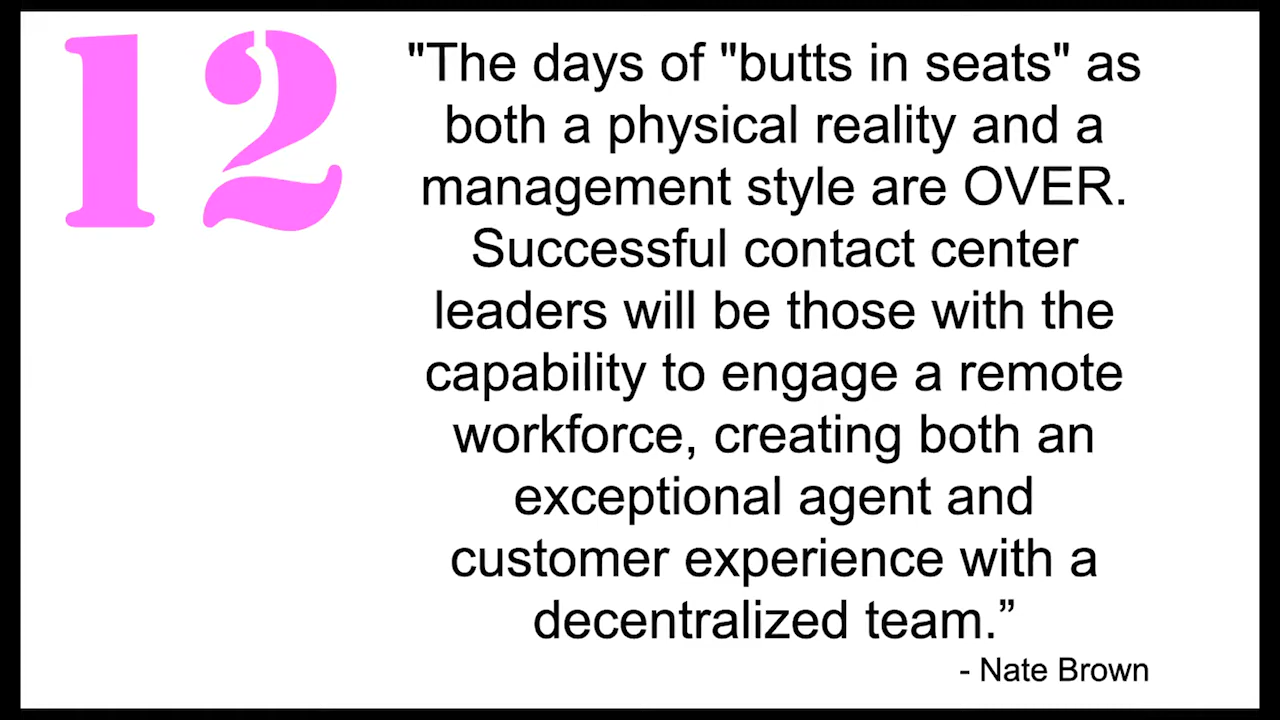 12
"The days of "butts in seats" as
both a physical reality and a
management style are OVER.
Successful contact center
leaders will be those with the
capability to engage a remote
workforce, creating both an
exceptional agent and
customer experience with a
decentralized team.”
- Nate Brown